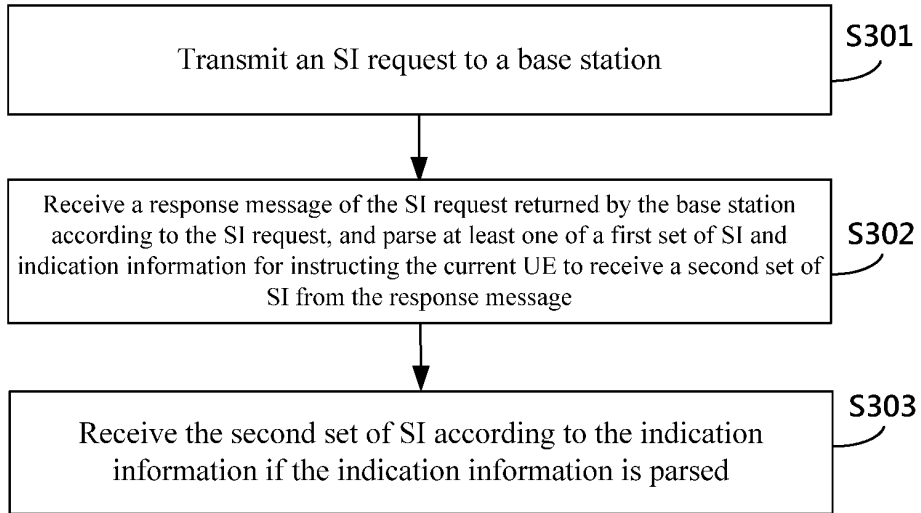 Transmit an SI request to a base station
S301
Receive a response message of the SI request returned by the base station
according to the SI request, and parse at least one of a first set of SI and
indication information for instructing the current UE to receive a second set of
SI from the response message
S302
Receive the second set of SI according to the indication
information if the indication information is parsed
S303